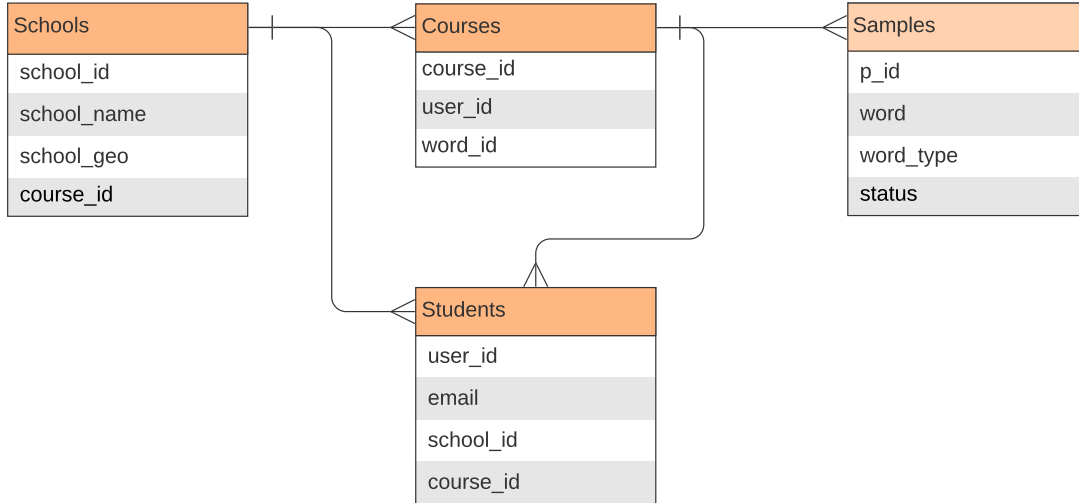 Schools
school_id
school_name
school_geo
course_id
Courses
course_id
user_id
word_id
Samples
p_id
word
word_type
status
Students
user_id
email
school_id
course_id